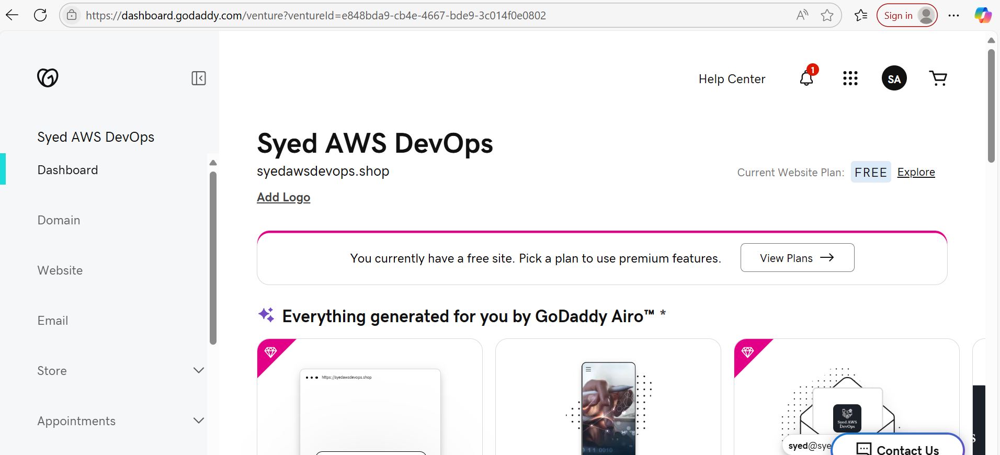 https://dashboard.godaddy.com/venture?ventureId=e848bda9-cb4e-4667-bde9-3c014f0e0802
Sign in
Help Center
1
SA
Syed AWS DevOps
Dashboard
Domain
Website
Email
Store
Appointments
Syed AWS DevOps
syedawsdevops.shop
Add Logo
Current Website Plan: FREE Explore
You currently have a free site. Pick a plan to use premium features.
View Plans
Everything generated for you by GoDaddy Airo™ *
https://syedawsdevops.shop
Syed AWS
DevOps
syed@sye
Contact Us